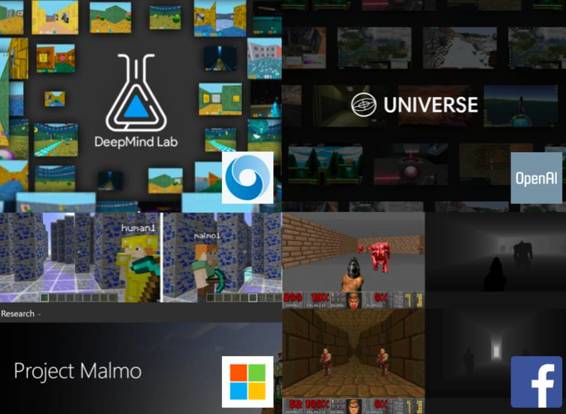 DeepMind Lab
UNIVERSE
OpenAI
human1
malmo1
Research
Project Malmo